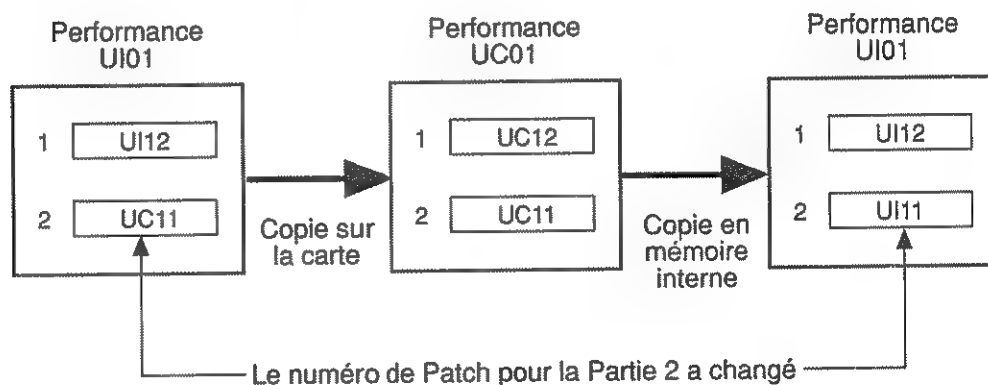 Performance
UI01
1 UI12
2 UC11
Copie sur
la carte
Performance
UC01
1 UC12
2 UC11
Copie en
mémoire
interne
Performance
UI01
1 UI12
2 UI11
Le numéro de Patch pour la Partie 2 a changé